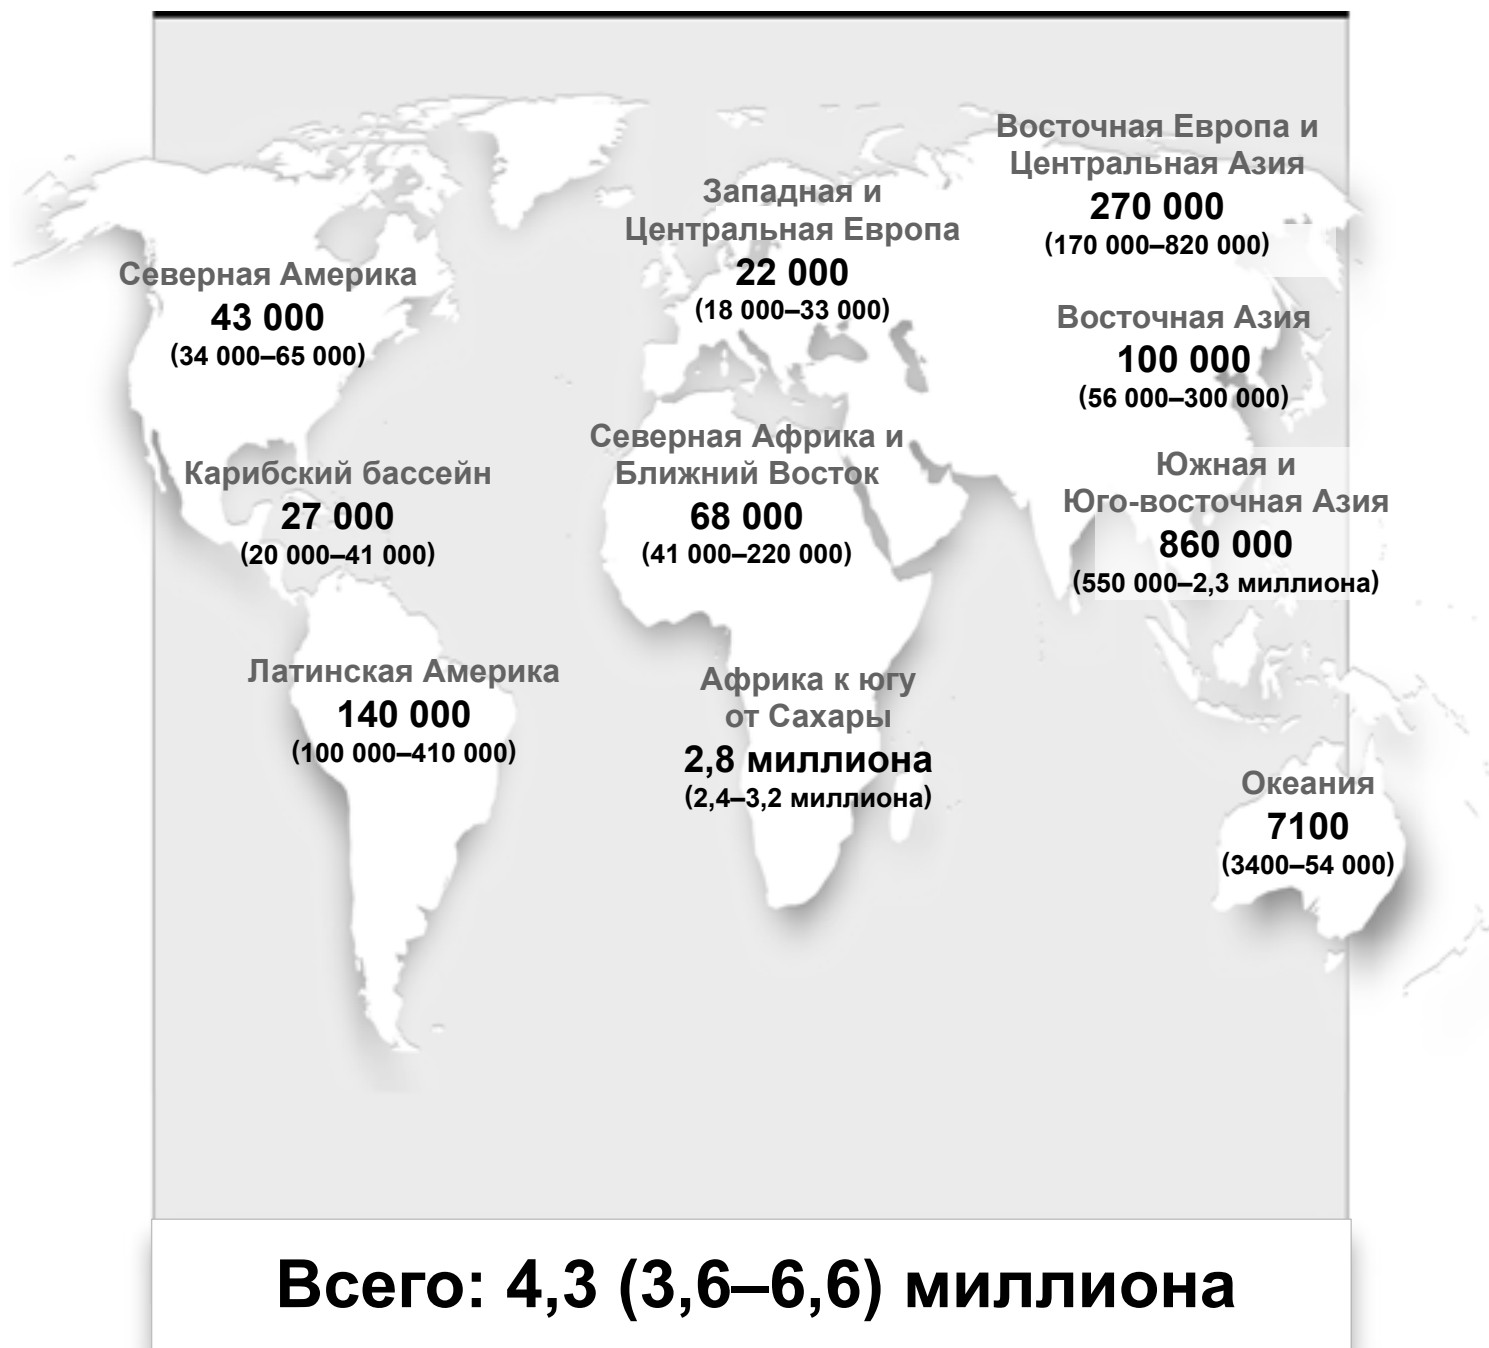 Восточная Европа и
Центральная Азия
270 000
(170 000–820 000)
Западная и
Центральная Европа
22 000
(18 000–33 000)
Северная Америка
43 000
(34 000–65 000)
Восточная Азия
100 000
(56 000–300 000)
Северная Африка и
Ближний Восток
68 000
(41 000–220 000)
Карибский бассейн
27 000
(20 000–41 000)
Южная и
Юго-восточная Азия
860 000
(550 000–2,3 миллиона)
Латинская Америка
140 000
(100 000–410 000)
Африка к югу
от Сахары
2,8 миллиона
(2,4–3,2 миллиона)
Океания
7100
(3400–54 000)
Всего: 4,3 (3,6–6,6) миллиона